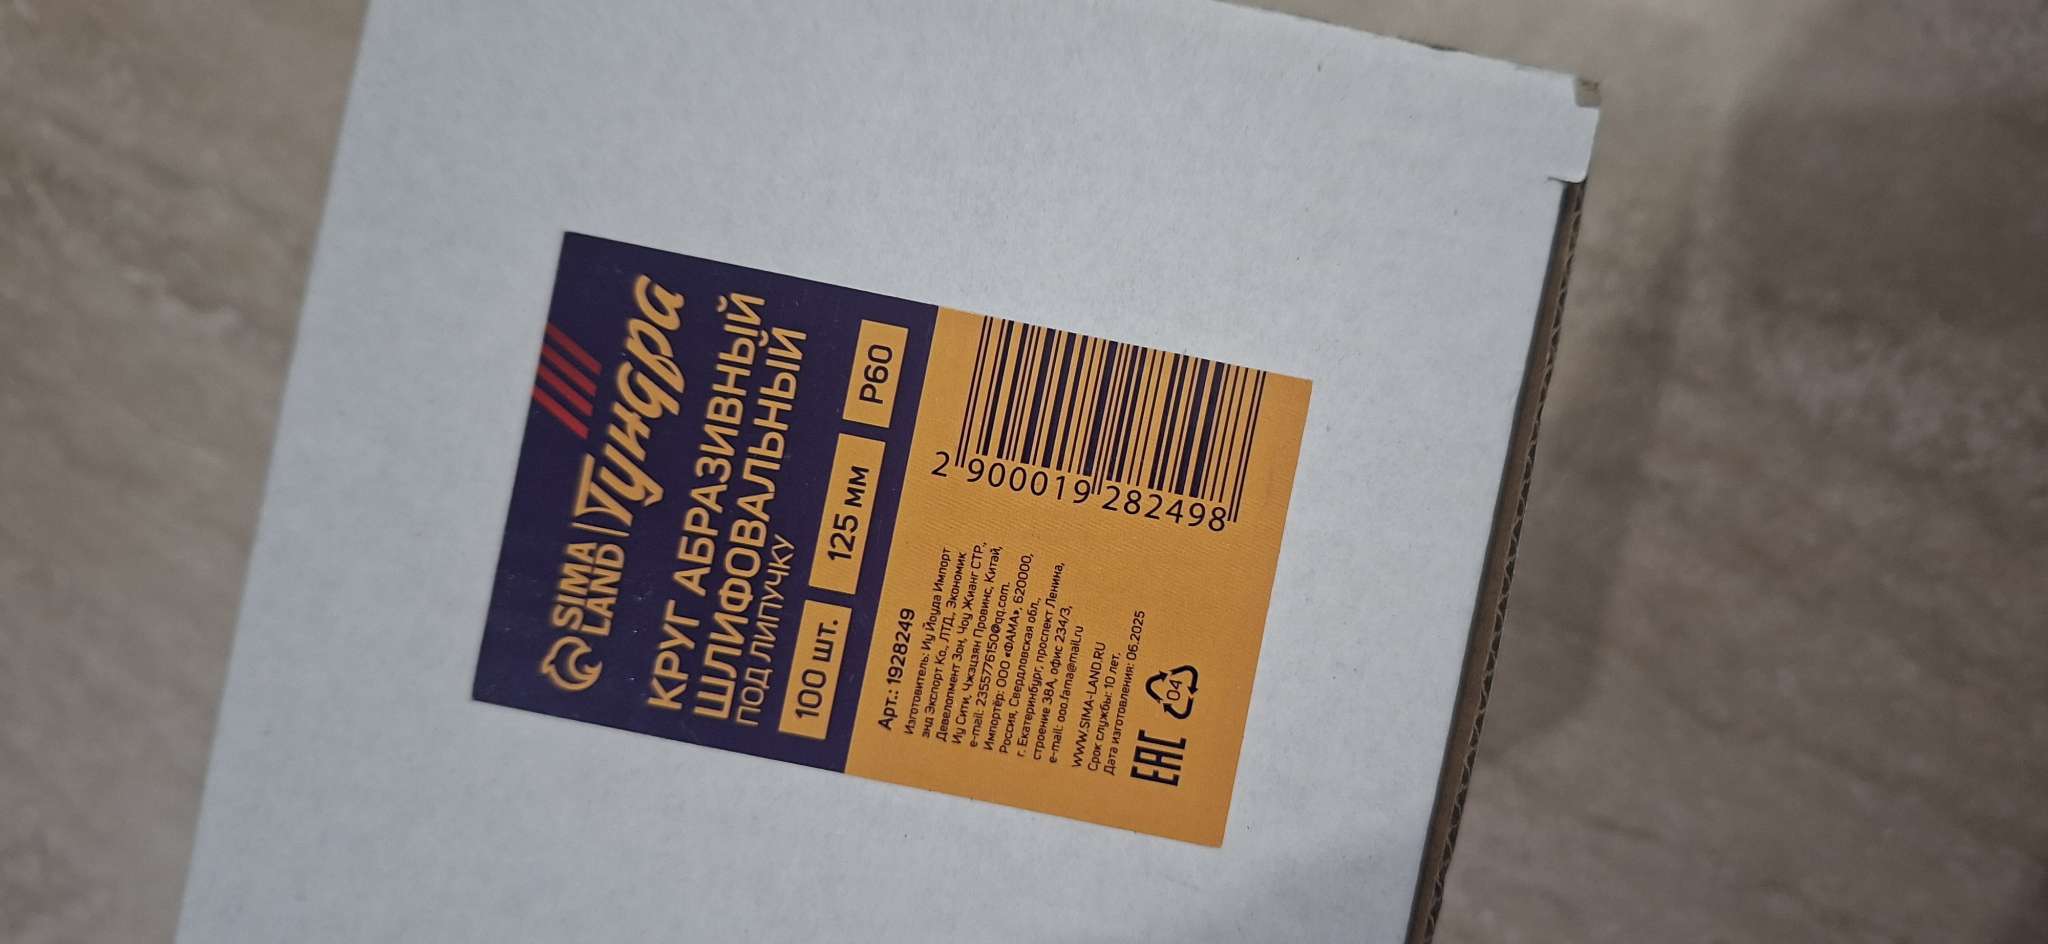 SIMA
LAND
Тундра
КРУГ АБРАЗИВНЫЙ
ШЛИФОВАЛЬНЫЙ
ПОД ЛИПУЧКУ
100 ШТ.
125 ММ
P60
Арт.: 1928249
Изготовитель: Иу Йоуда Импорт
энд Экспорт Ко., ЛТД., Экономик
Девелопмент Зон, Чоу Жианг СТР.,
Иу Сити, Чжэцзян Провинс, Китай,
e-mail: 2355776150@qq.com.
Импортёр: ООО «ФАМА», 620000,
Россия, Свердловская обл.,
г. Екатеринбург, проспект Ленина,
строение 38А, офис 234/3,
e-mail: ooo.fama@mail.ru
WWW.SIMA-LAND.RU
Срок службы: 10 лет.
Дата изготовления: 06.2025
EAC
04
2 900019 282498